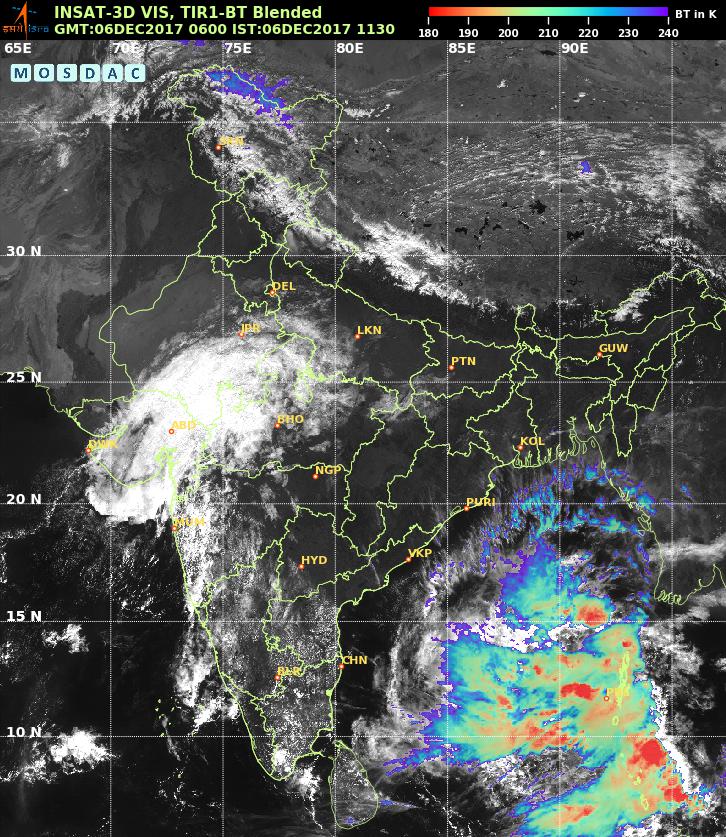 INSAT-3D VIS, TIR1-BT Blended
GMT:06DEC2017 0600 IST:06DEC2017 1130
BT in K
180 190 200 210 220 230 240
65E 70E 75E 80E 85E 90E
MOSDAC
30 N
DEL
JPR
LKN
GUW
PTN
25 N
ABD
BHO
DWK
KOL
NGP
20 N
PURI
MUM
VKP
HYD
15 N
CHN
BLR
10 N